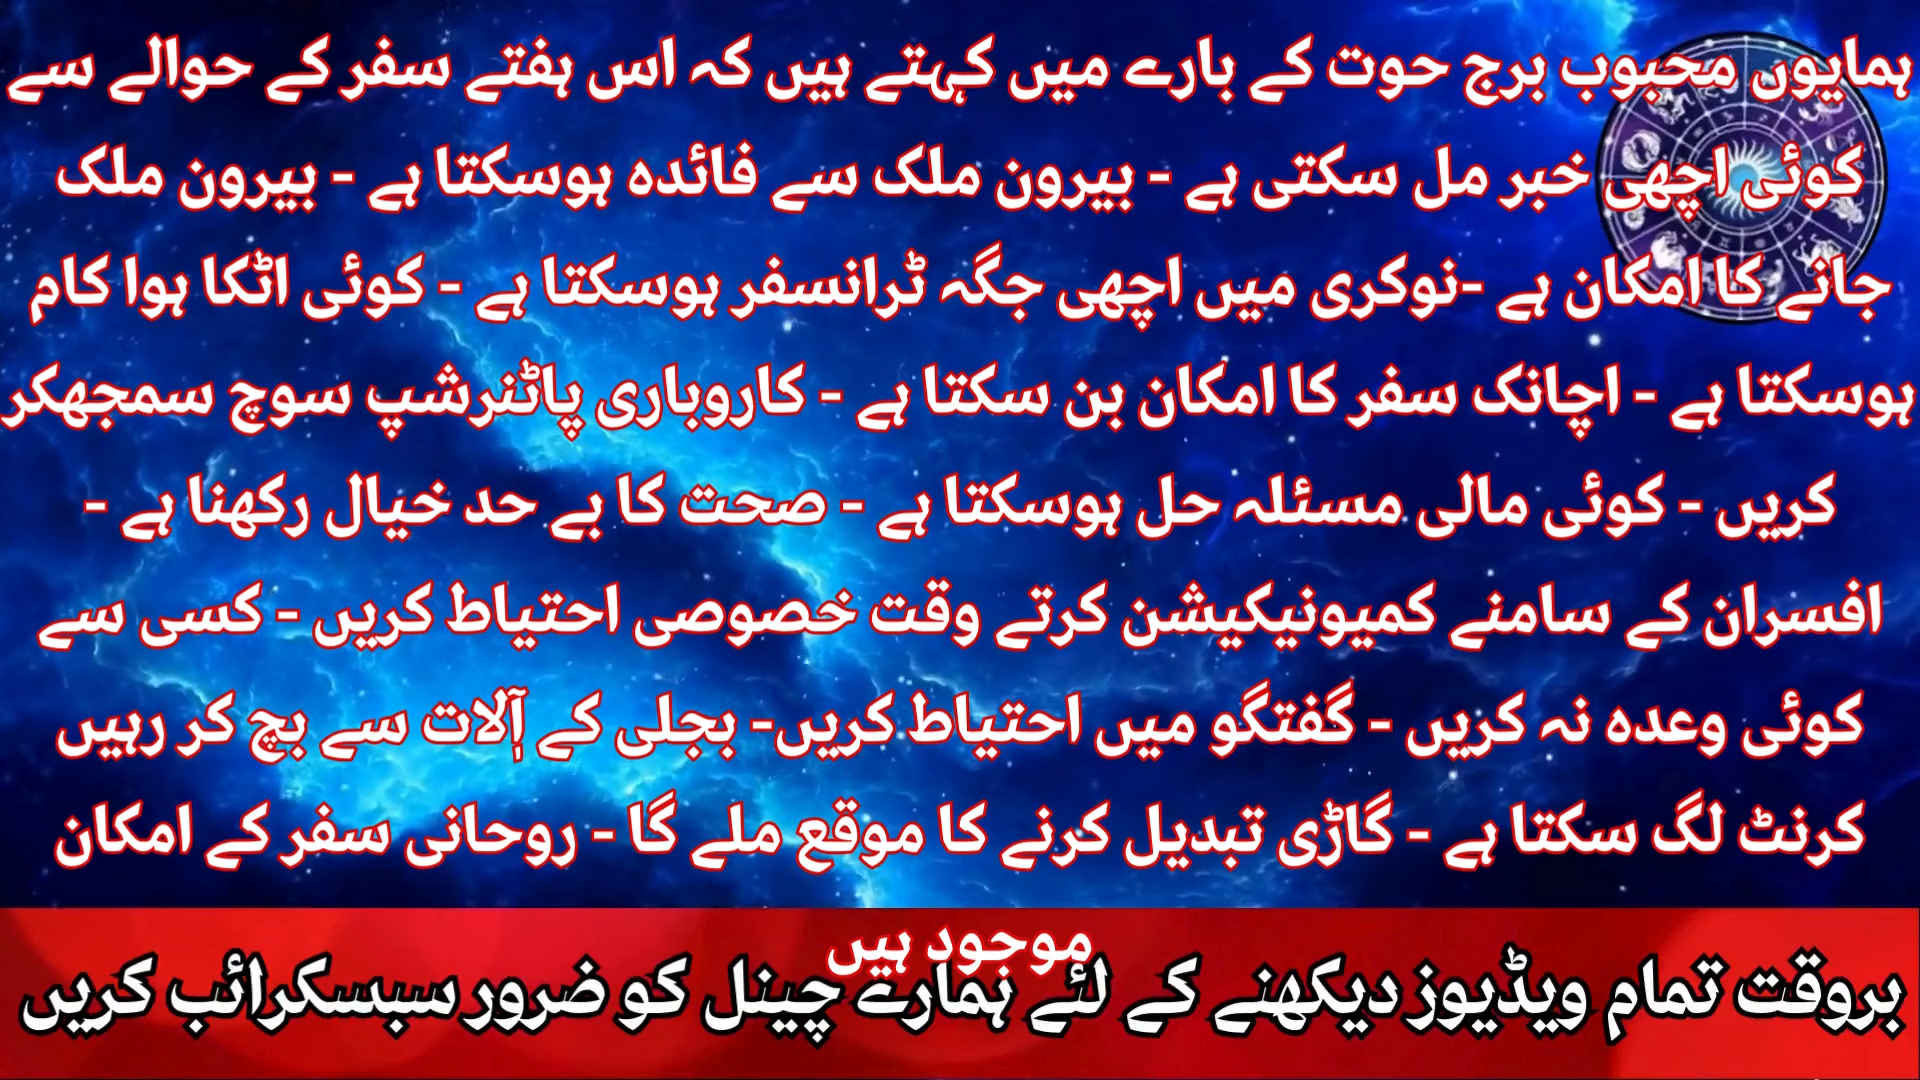 ہمایوں محبوب برج حوت کے بارے میں کہتے ہیں کہ اس ہفتے سفر کے حوالے سے
کوئی اچھی خبر مل سکتی ہے - بیرون ملک سے فائدہ ہوسکتا ہے - بیرون ملک
جانے کا امکان ہے -نوکری میں اچھی جگہ ٹرانسفر ہوسکتا ہے - کوئی اٹکا ہوا کام
ہوسکتا ہے - اچانک سفر کا امکان بن سکتا ہے - کاروباری پاٹنرشپ سوچ سمجھکر
کریں - کوئی مالی مسئلہ حل ہوسکتا ہے - صحت کا بے حد خیال رکھنا ہے -
افسران کے سامنے کمیونیکیشن کرتے وقت خصوصی احتیاط کریں - کسی سے
کوئی وعدہ نہ کریں - گفتگو میں احتیاط کریں- بجلی کے آلات سے بچ کر رہیں
کرنٹ لگ سکتا ہے - گاڑی تبدیل کرنے کا موقع ملے گا - روحانی سفر کے امکان
موجود ہیں
بروقت تمام ویڈیوز دیکھنے کے لئے ہمارے چینل کو ضرور سبسکرائب کریں